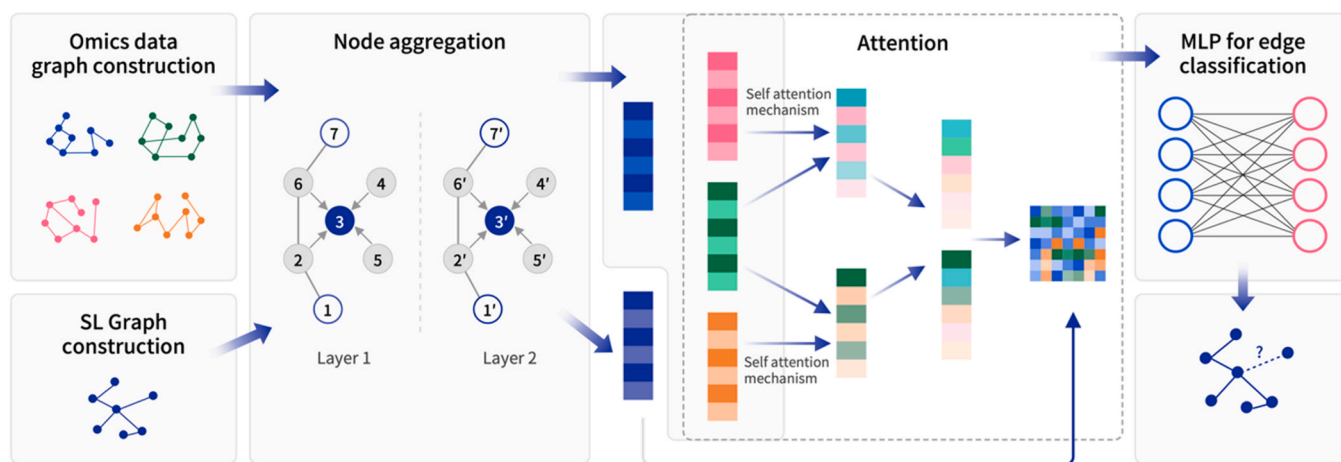 Omics data
graph construction
SL Graph
construction
Node aggregation
7
6
4
3
2
5
1
Layer 1
7′
6′
4′
3′
2′
5′
1′
Layer 2
Attention
Self attention
mechanism
Self attention
mechanism
MLP for edge
classification
?